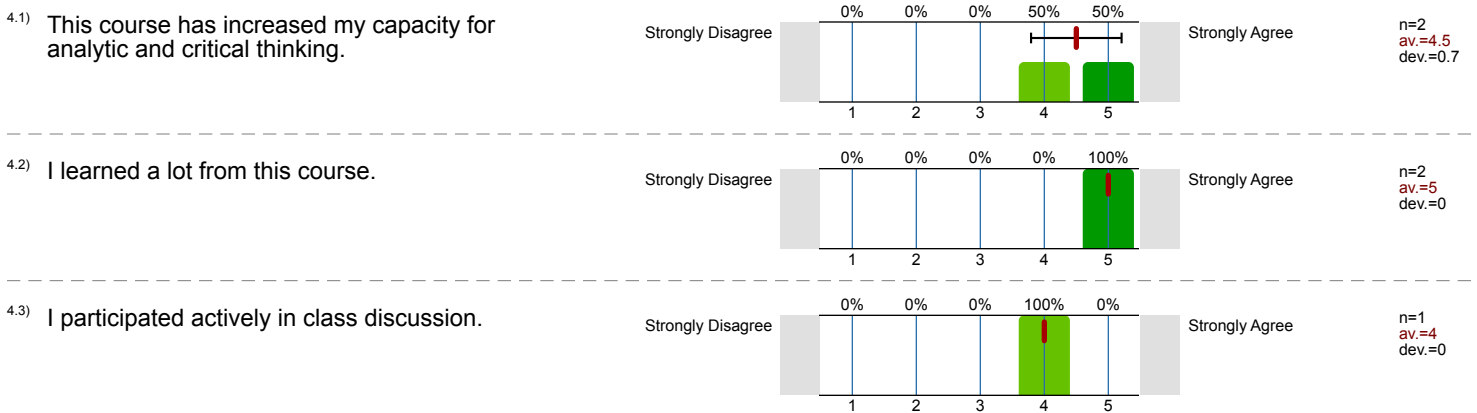 4.1) This course has increased my capacity for
analytic and critical thinking.
Strongly Disagree
0% 0% 0% 50% 50%
1 2 3 4 5
Strongly Agree
n=2
av.=4.5
dev.=0.7
4.2) I learned a lot from this course.
Strongly Disagree
0% 0% 0% 0% 100%
1 2 3 4 5
Strongly Agree
n=2
av.=5
dev.=0
4.3) I participated actively in class discussion.
Strongly Disagree
0% 0% 0% 100% 0%
1 2 3 4 5
Strongly Agree
n=1
av.=4
dev.=0